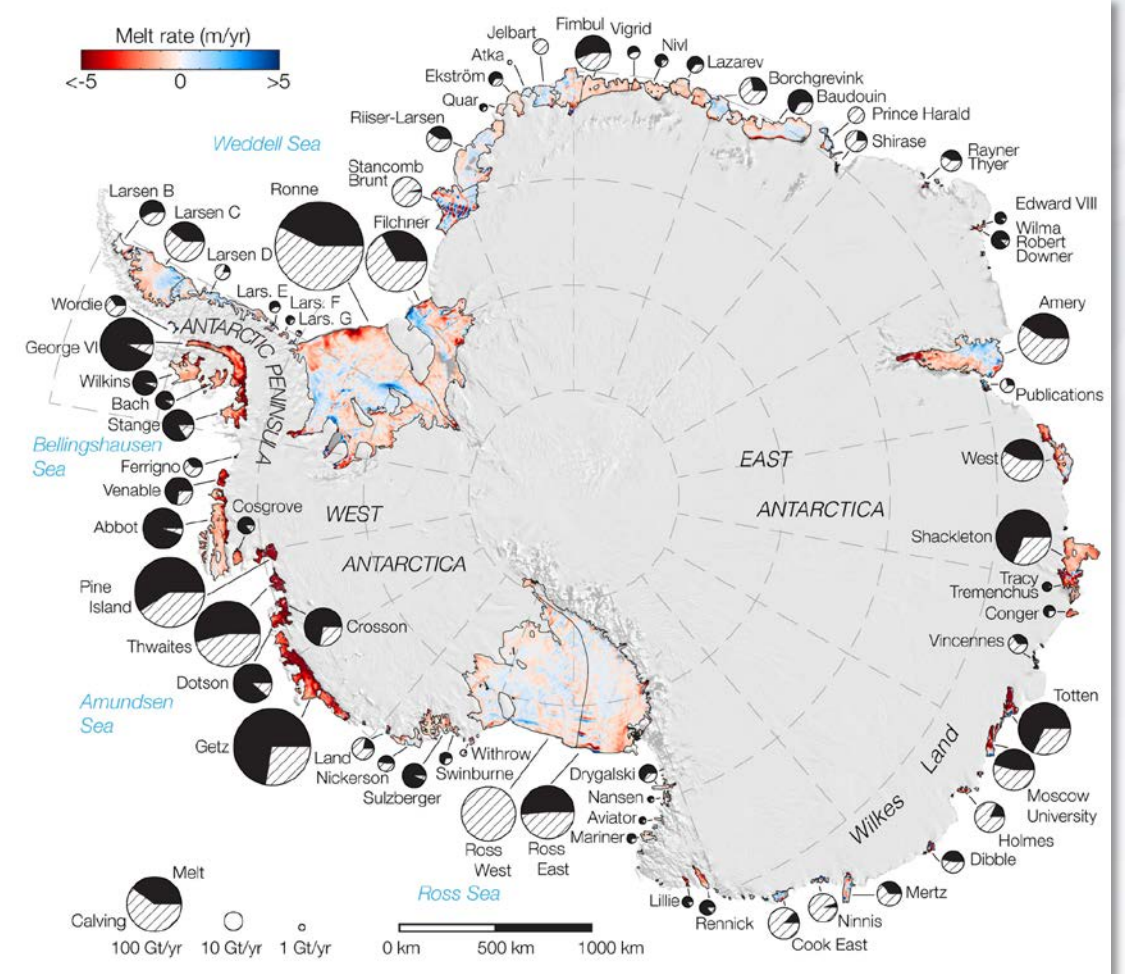 Melt rate (m/yr)
<-5 0 >5
Weddell Sea
Jelbart
Fimbul
Vigrid
Nivl
Lazarev
Atka
Ekström
Quar
Borchgrevink
Baudouin
Prince Harald
Shirase
Riiser-Larsen
Stancomb
Brunt
Rayner
Thyer
Ronne
Filchner
Larsen B
Larsen C
Larsen D
Lars. E
Lars. F
Lars. G
Edward VIII
Wilma
Robert
Downer
Wordie
George VI
Wilkins
Bach
Stange
ANTARCTIC PENINSULA
Amery
Publications
Bellingshausen
Sea
Ferrigno
Venable
Abbot
Cosgrove
WEST
ANTARCTICA
EAST
ANTARCTICA
West
Shackleton
Tracy
Tremenchus
Conger
Vincennes
Pine
Island
Thwaites
Crosson
Dotson
Amundsen
Sea
Getz
Land
Nickerson
Sulzberger
Swinburne
Withrow
Ross
West
Ross
East
Drygalski
Nansen
Aviator
Mariner
Totten
Moscow
University
Holmes
Dibble
Wilkes Land
Ross Sea
Lillie
Rennick
Cook East
Ninnis
Mertz
Melt
Calving
100 Gt/yr 10 Gt/yr 1 Gt/yr
0 km 500 km 1000 km